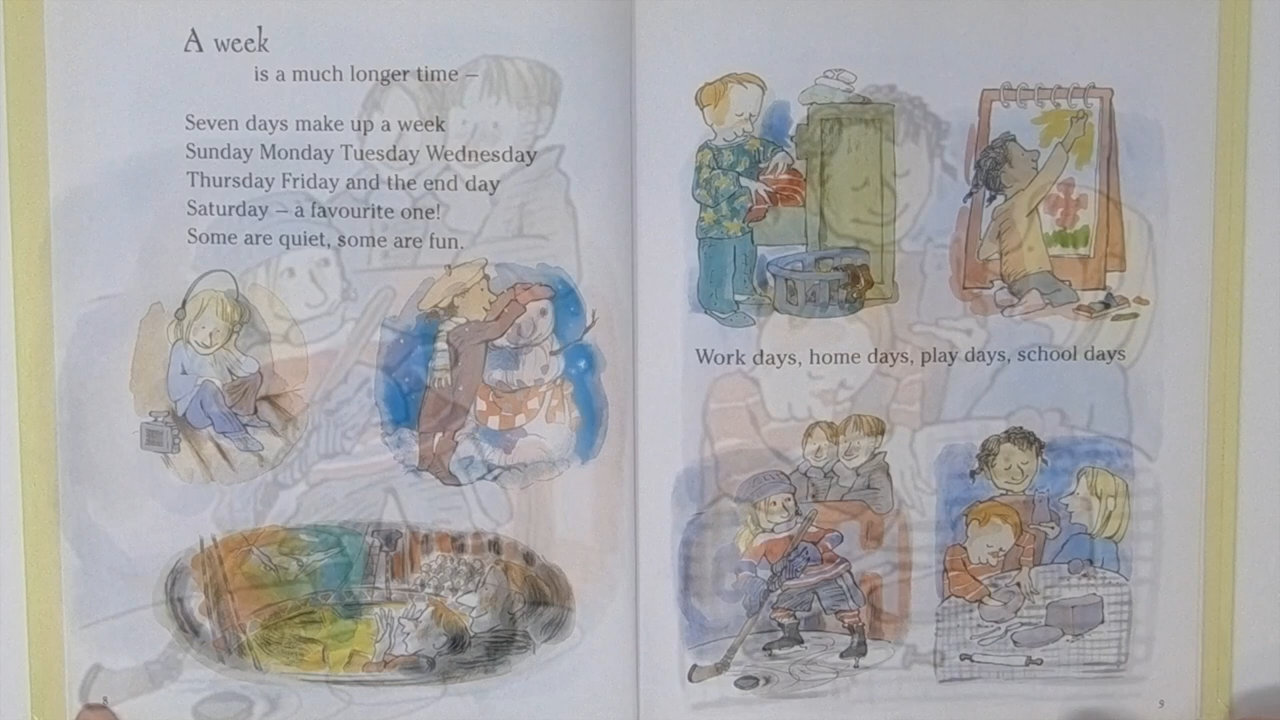 A week
is a much longer time –
Seven days make up a week
Sunday Monday Tuesday Wednesday
Thursday Friday and the end day
Saturday – a favourite one!
Some are quiet, some are fun.
Work days, home days, play days, school days
8
9